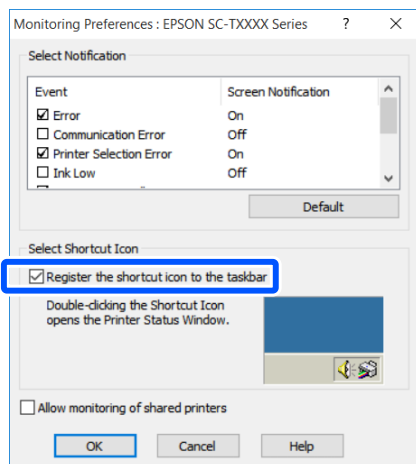 Monitoring Preferences : EPSON SC-TXXXX Series ? ×
Select Notification
Event Screen Notification
Error On
Communication Error Off
Printer Selection Error On
Ink Low Off
Default
Select Shortcut Icon
Register the shortcut icon to the taskbar
Double-clicking the Shortcut Icon
opens the Printer Status Window.
Allow monitoring of shared printers
OK Cancel Help